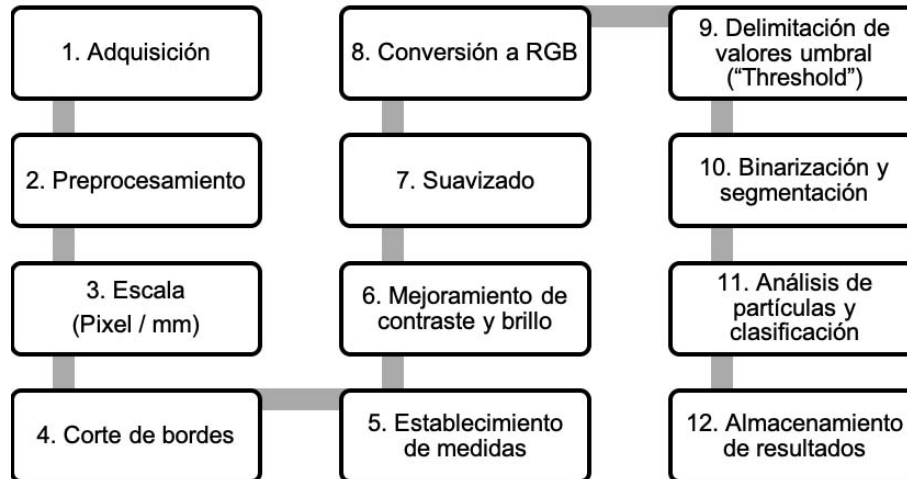 1. Adquisición
2. Preprocesamiento
3. Escala
(Pixel / mm)
4. Corte de bordes
5. Establecimiento
de medidas
6. Mejoramiento de
contraste y brillo
7. Suavizado
8. Conversión a RGB
9. Delimitación de
valores umbral
(“Threshold”)
10. Binarización y
segmentación
11. Análisis de
partículas y
clasificación
12. Almacenamiento
de resultados